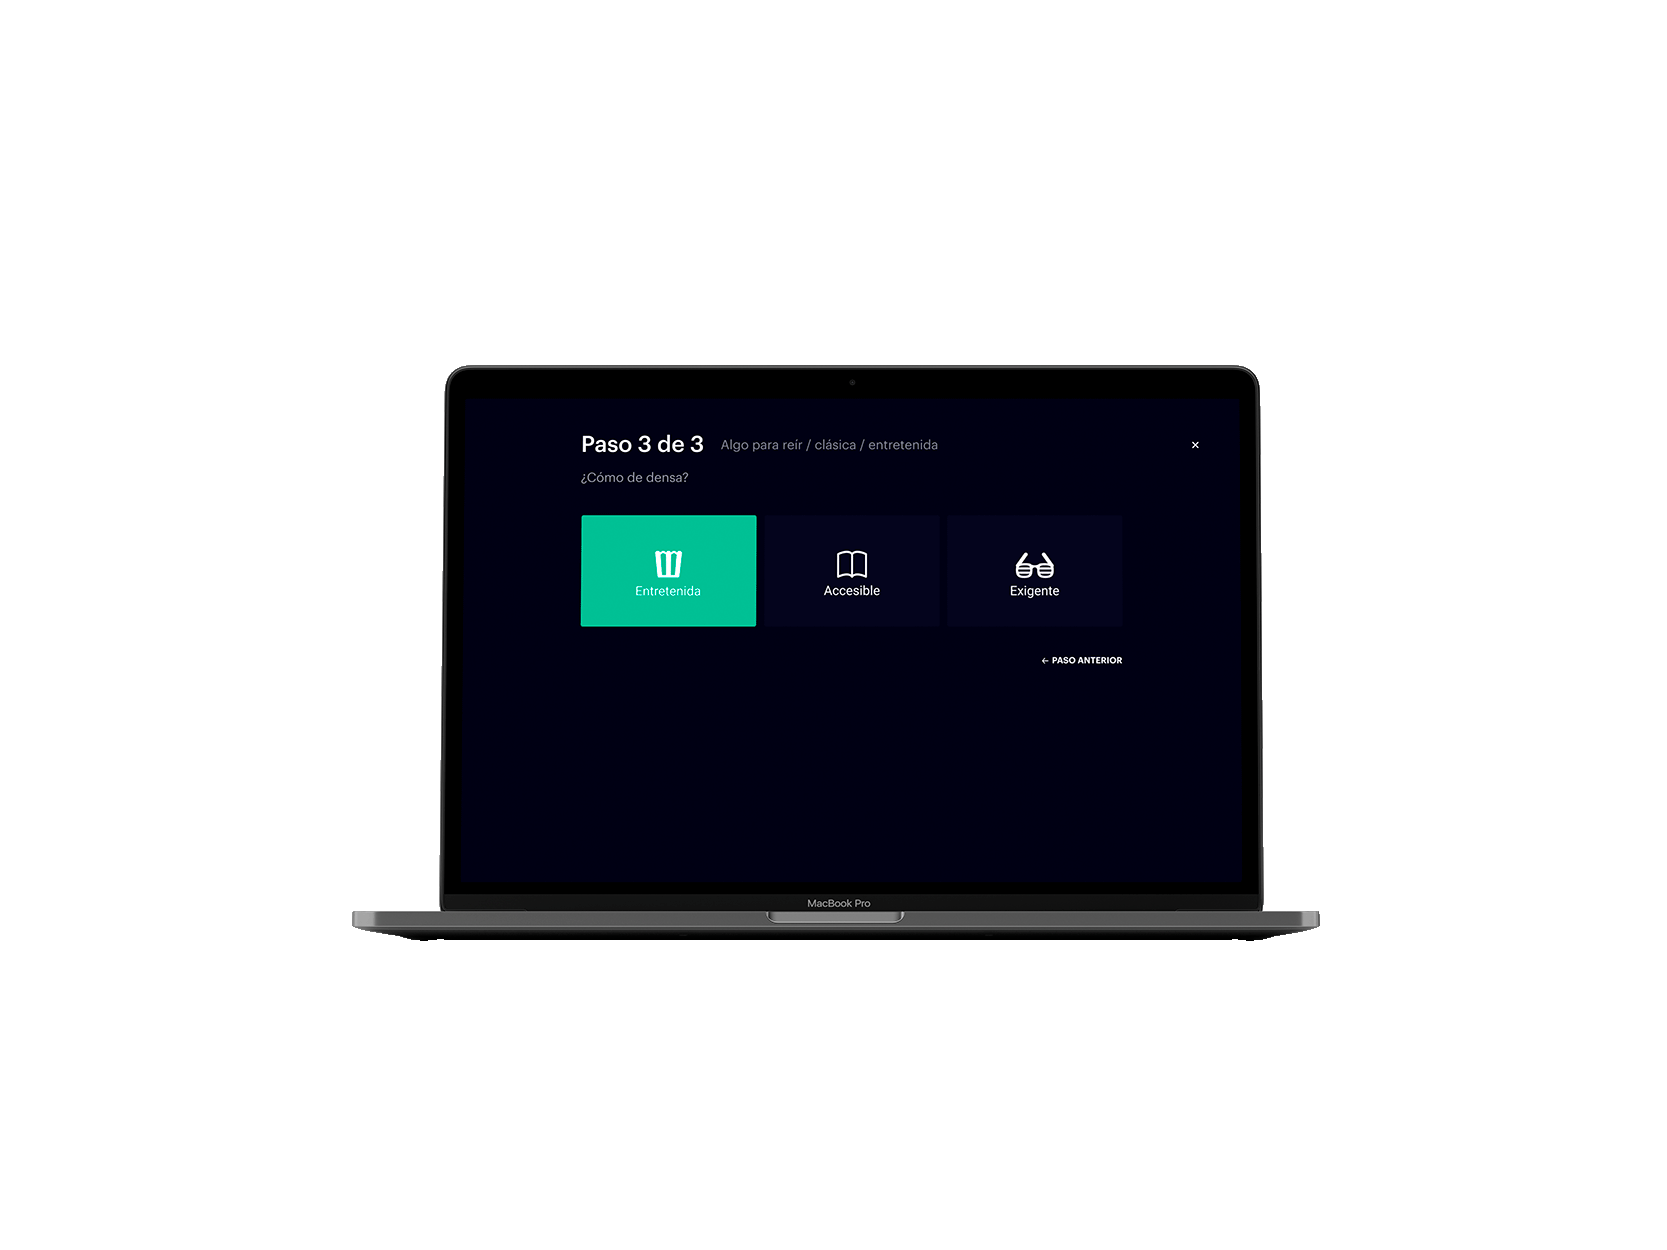 Paso 3 de 3 Algo para reír / clásica / entretenida ×
¿Cómo de densa?
Entretenida Accesible Exigente
← PASO ANTERIOR
MacBook Pro